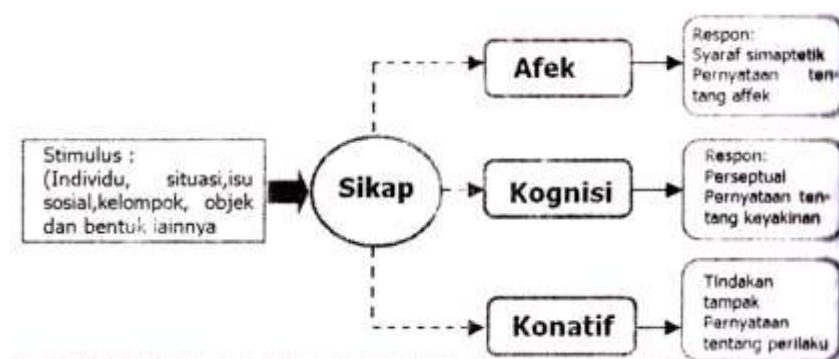 Stimulus :
(Individu, situasi,isu
sosial,kelompok, objek
dan bentuk lainnya
Sikap
Afek
Respon:
Syaraf simaptetik
Pernyataan ten-
tang affek
Kognisi
Respon:
Perseptual
Pernyataan ten-
tang keyakinan
Konatif
Tindakan
tampak
Pernyataan
tentang perilaku